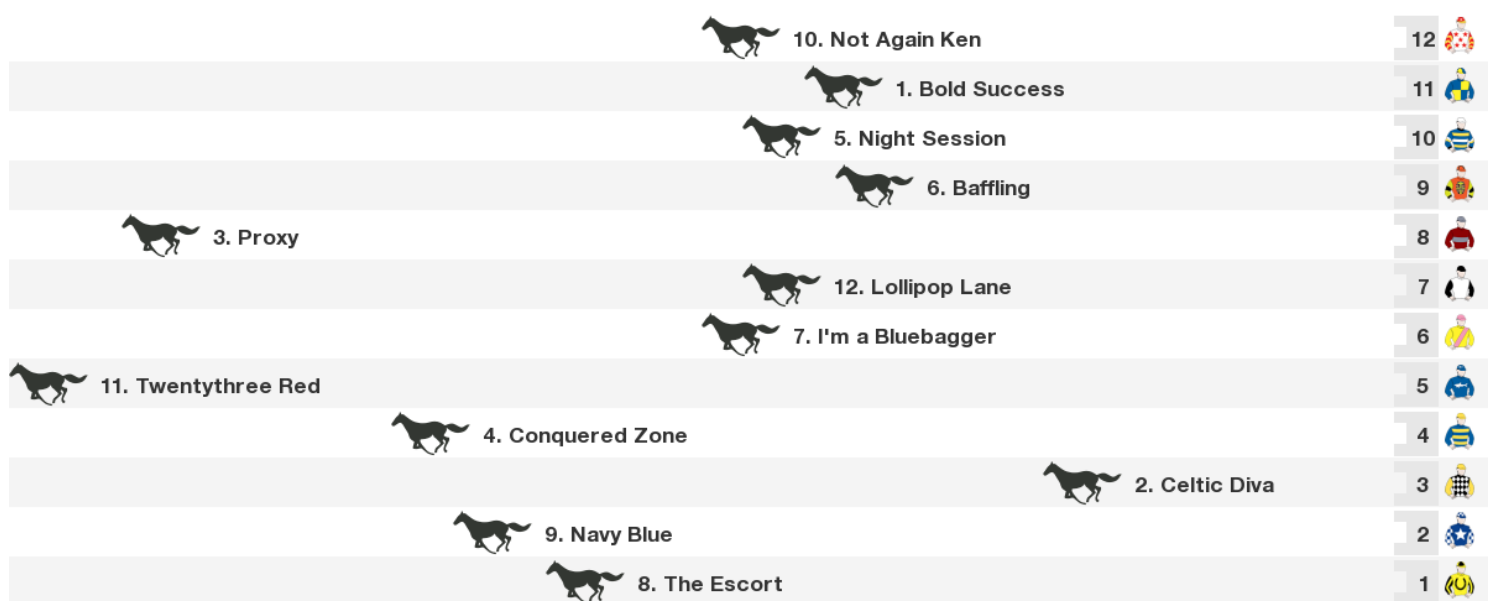 10. Not Again Ken 12
1. Bold Success 11
5. Night Session 10
6. Baffling 9
3. Proxy 8
12. Lollipop Lane 7
7. I'm a Bluebagger 6
11. Twentythree Red 5
4. Conquered Zone 4
2. Celtic Diva 3
9. Navy Blue 2
8. The Escort 1